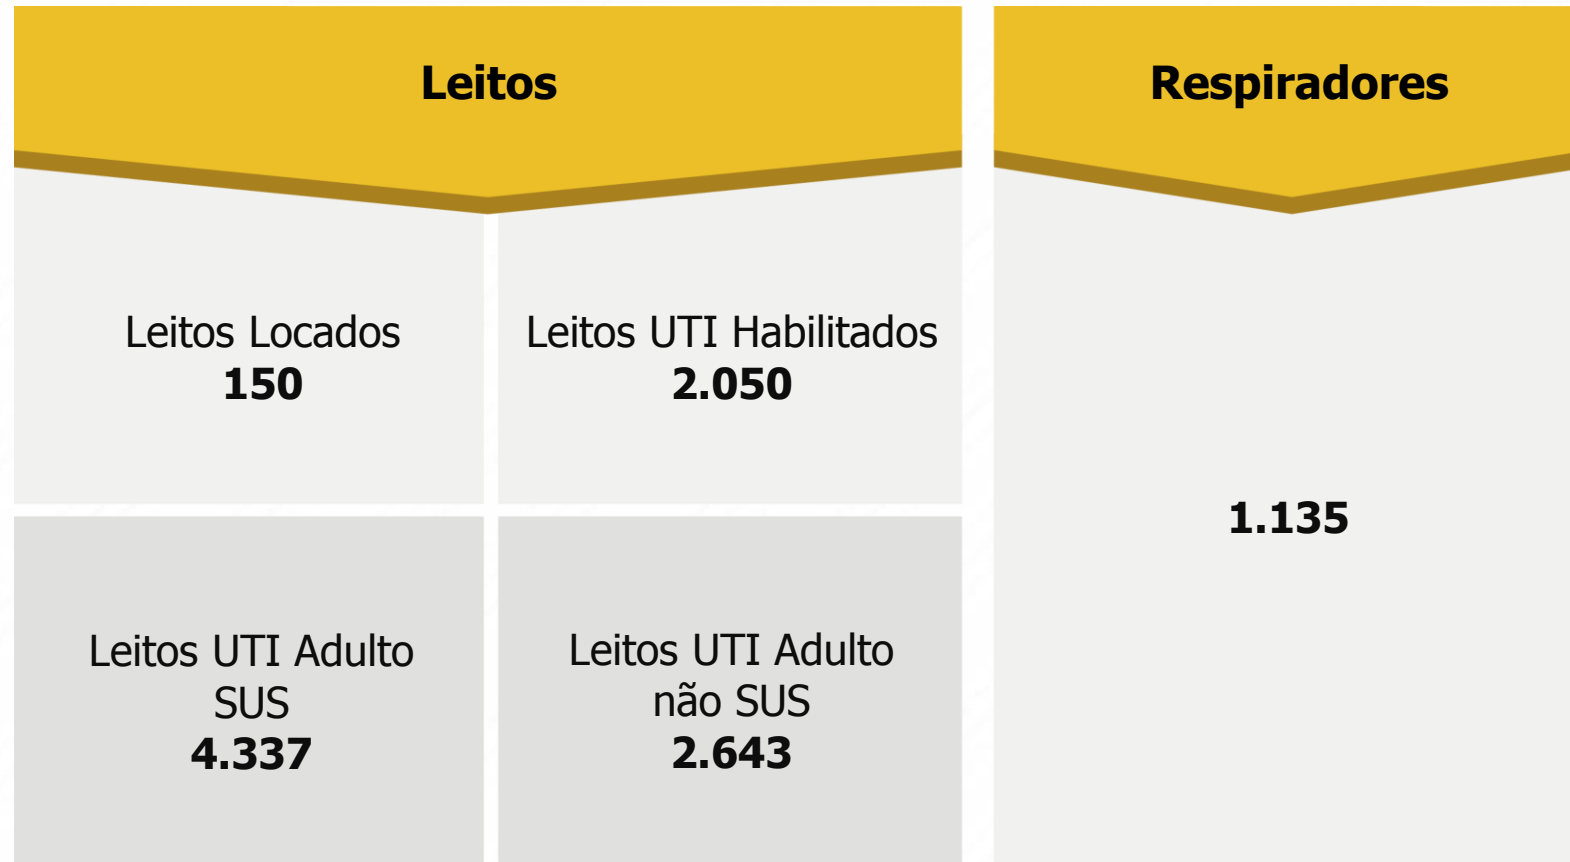 Leitos
Respiradores
Leitos Locados
150
Leitos UTI Habilitados
2.050
Leitos UTI Adulto
SUS
4.337
Leitos UTI Adulto
não SUS
2.643
1.135